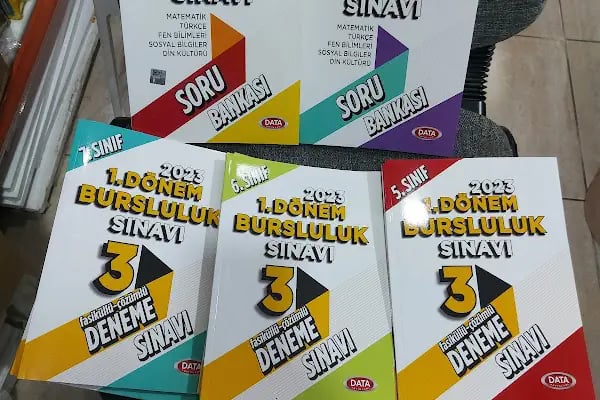 SINAVI
MATEMATİK
TÜRKÇE
FEN BİLİMLERİ
SOSYAL BİLGİLER
DİN KÜLTÜRÜ
SORU
BANKASI
DATA
SINAVI
MATEMATİK
TÜRKÇE
FEN BİLİMLERİ
SOSYAL BİLGİLER
DİN KÜLTÜRÜ
SORU
BANKASI
DATA
7. SINIF
2023
1. DÖNEM
BURSLULUK
SINAVI
3
fasiküllü-çözümlü
DENEME
SINAVI
DATA
6. SINIF
2023
1. DÖNEM
BURSLULUK
SINAVI
3
fasiküllü-çözümlü
DENEME
SINAVI
DATA
5. SINIF
2023
1. DÖNEM
BURSLULUK
SINAVI
3
fasiküllü-çözümlü
DENEME
SINAVI
DATA